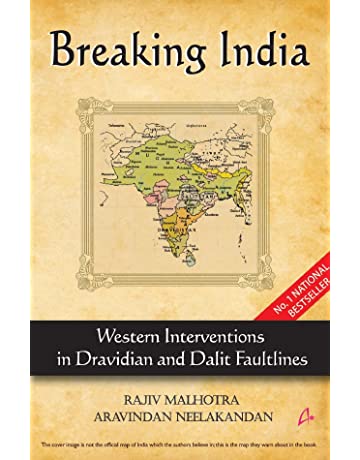 Breaking India
DRAVIDISTAN
No. 1 NATIONAL
BESTSELLER
Western Interventions
in Dravidian and Dalit Faultlines
RAJIV MALHOTRA
ARAVINDAN NEELAKANDAN
The cover image is not the official map of India which the authors believe in; this is the map they warn about in the book.